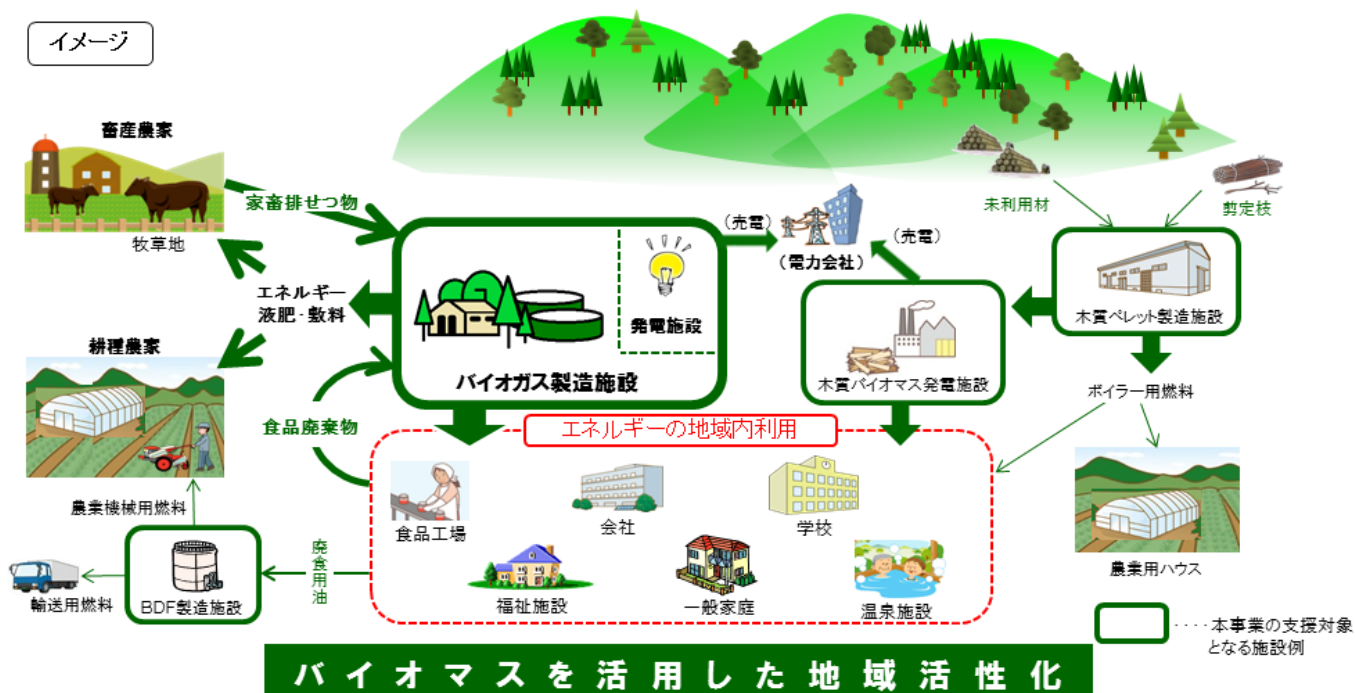 イメージ
畜産農家
牧草地
家畜排せつ物
未利用材
剪定枝
(売電)
(売電)
(電力会社)
エネルギー
液肥・敷料
発電施設
バイオガス製造施設
木質ペレット製造施設
木質バイオマス発電施設
耕種農家
ボイラー用燃料
食品廃棄物
エネルギーの地域内利用
農業機械用燃料
食品工場
会社
学校
農業用ハウス
廃食用油
輸送用燃料
BDF製造施設
福祉施設
一般家庭
温泉施設
‥‥本事業の支援対象
となる施設例
バイオマスを活用した地域活性化